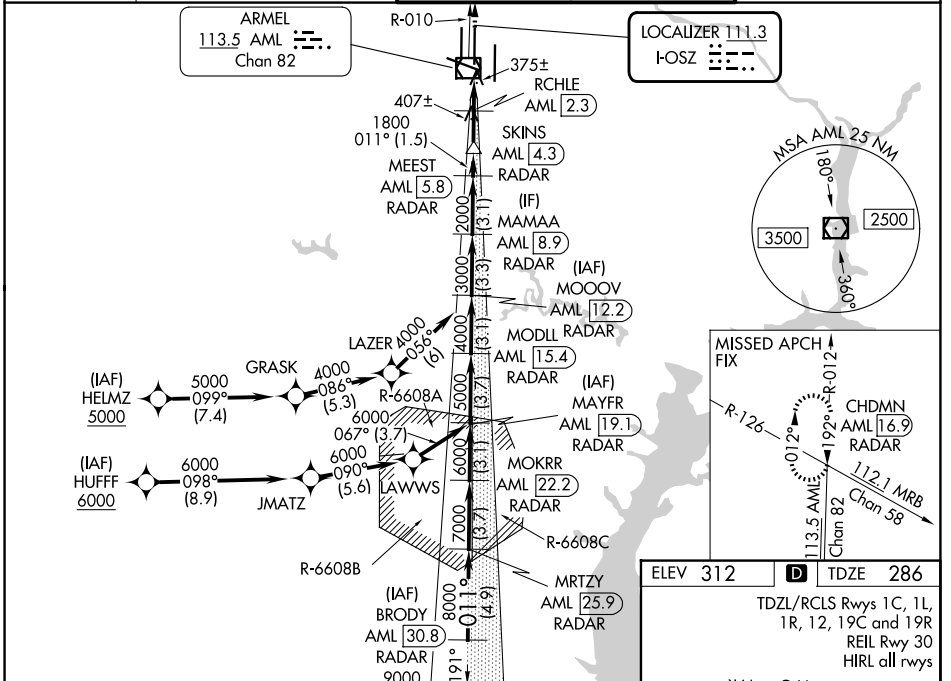 ARMEL
113.5 AML
Chan 82
R-010
LOCALIZER 111.3
I-OSZ
375±
407±
RCHLE
AML 2.3
1800
011° (1.5)
SKINS
AML 4.3
RADAR
MEEST
AML 5.8
RADAR
2000
(3.1)
(IF)
MAMAA
AML 8.9
RADAR
3000
(3.3)
(IAF)
MOOOV
AML 12.2
RADAR
4000
(3.1)
MODLL
AML 15.4
RADAR
5000
(3.7)
(IAF)
MAYFR
AML 19.1
RADAR
6000
(3.1)
MOKRR
AML 22.2
RADAR
7000
(3.7)
MRTZY
AML 25.9
RADAR
8000
011°
(4.9)
(IAF)
BRODY
AML 30.8
RADAR
9000
191°
(IAF)
HELMZ
5000
5000
099°
(7.4)
GRASK
4000
086°
(5.3)
LAZER
4000
056°
(6)
(IAF)
HUFFF
6000
6000
098°
(8.9)
JMATZ
6000
090°
(5.6)
LAWWS
6000
067° (3.7)
R-6608A
R-6608B
R-6608C
MSA AML 25 NM
180°
3500
2500
360°
MISSED APCH
FIX
R-012
R-126
012°
192°
CHDMN
AML 16.9
RADAR
112.1 MRB
Chan 58
113.5 AML
Chan 82
ELEV 312
D
TDZE 286
TDZL/RCLS Rwys 1C, 1L,
1R, 12, 19C and 19R
REIL Rwy 30
HIRL all rwys